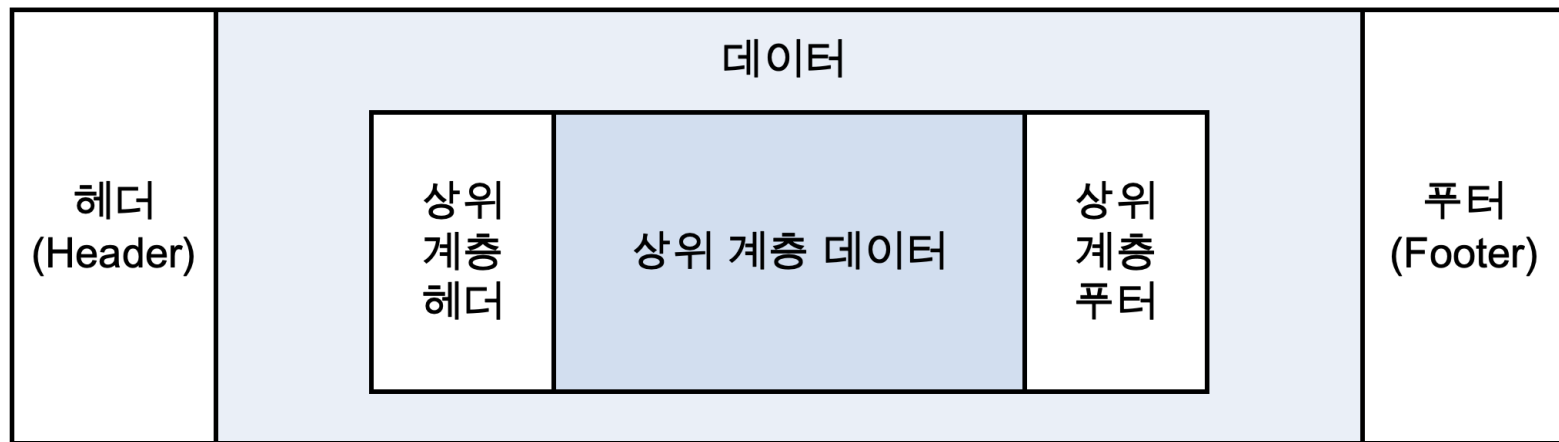 데이터
헤더
(Header)
상위
계층
헤더
상위 계층 데이터
상위
계층
푸터
푸터
(Footer)